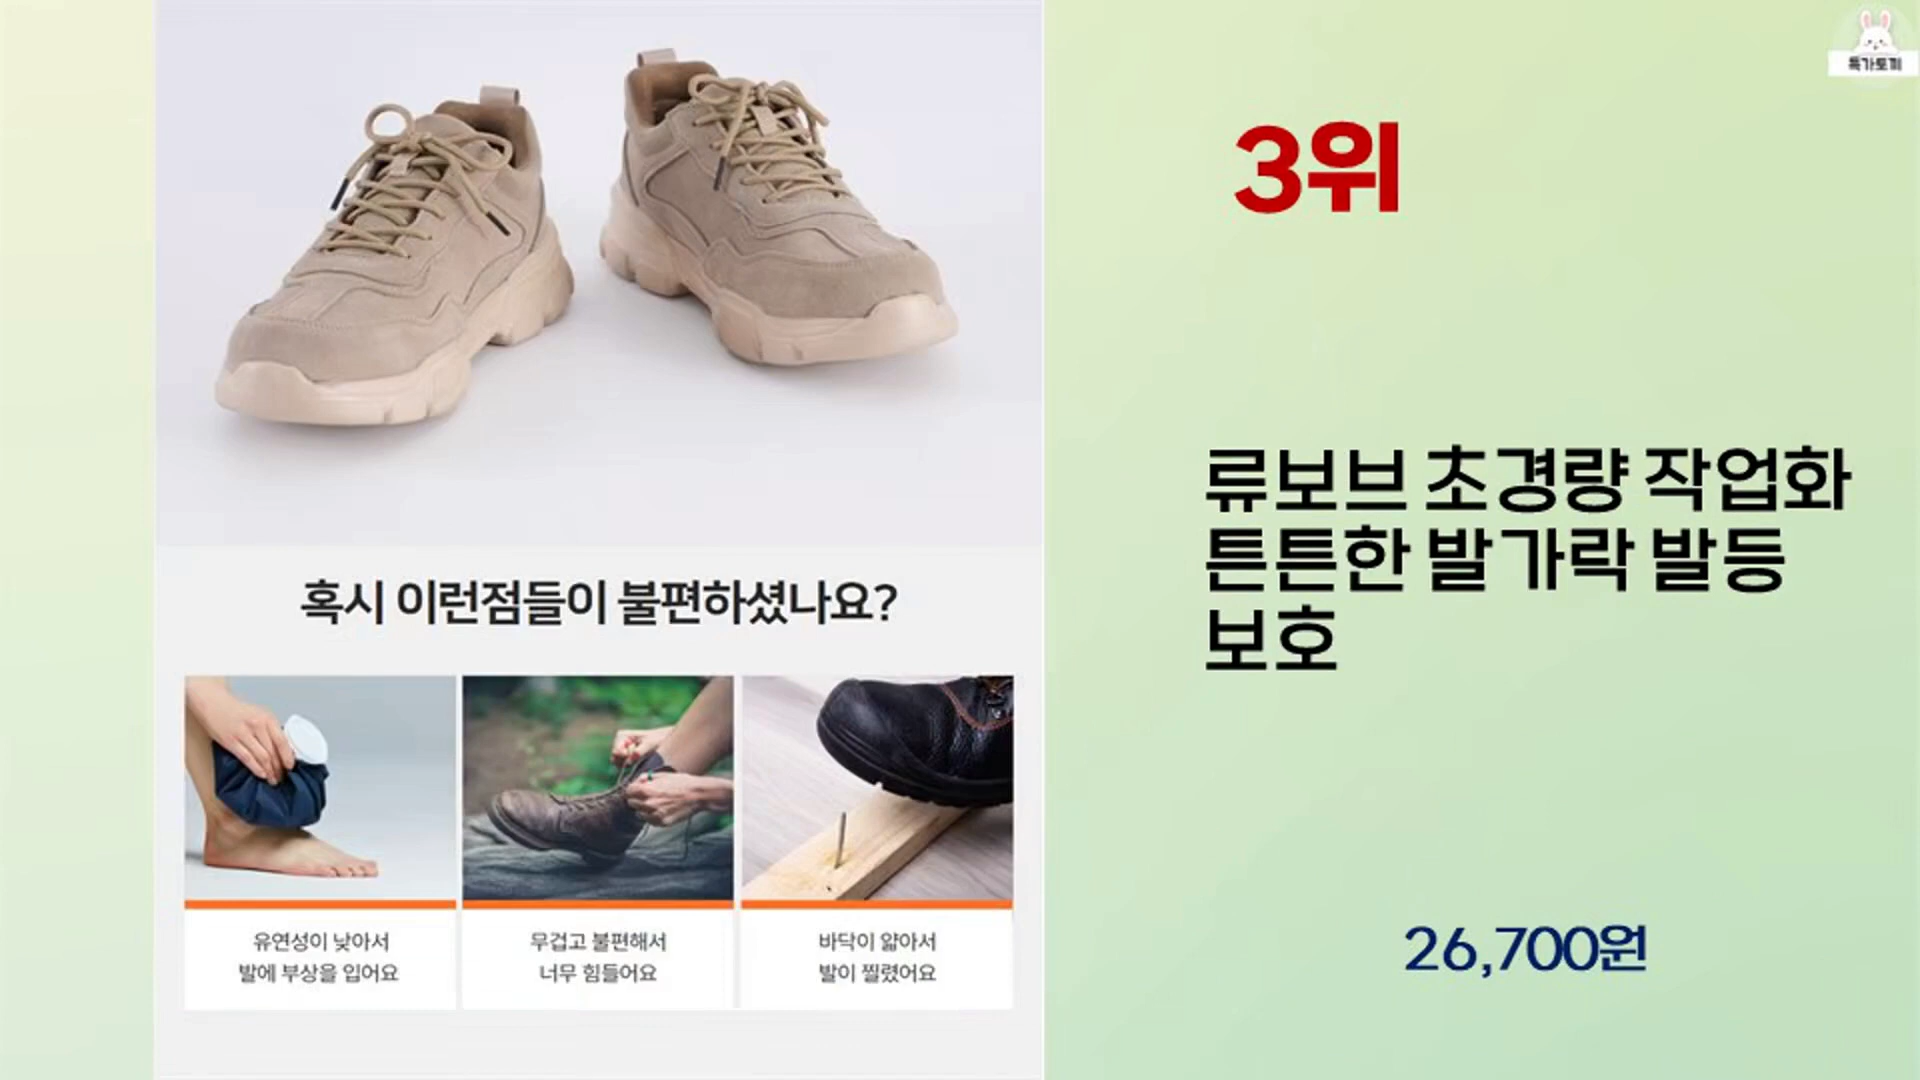 특가토끼
3위
류보브 초경량 작업화
튼튼한 발가락 발등
보호
26,700원
혹시 이런점들이 불편하셨나요?
유연성이 낮아서
발에 부상을 입어요
무겁고 불편해서
너무 힘들어요
바닥이 얇아서
발이 찔렸어요